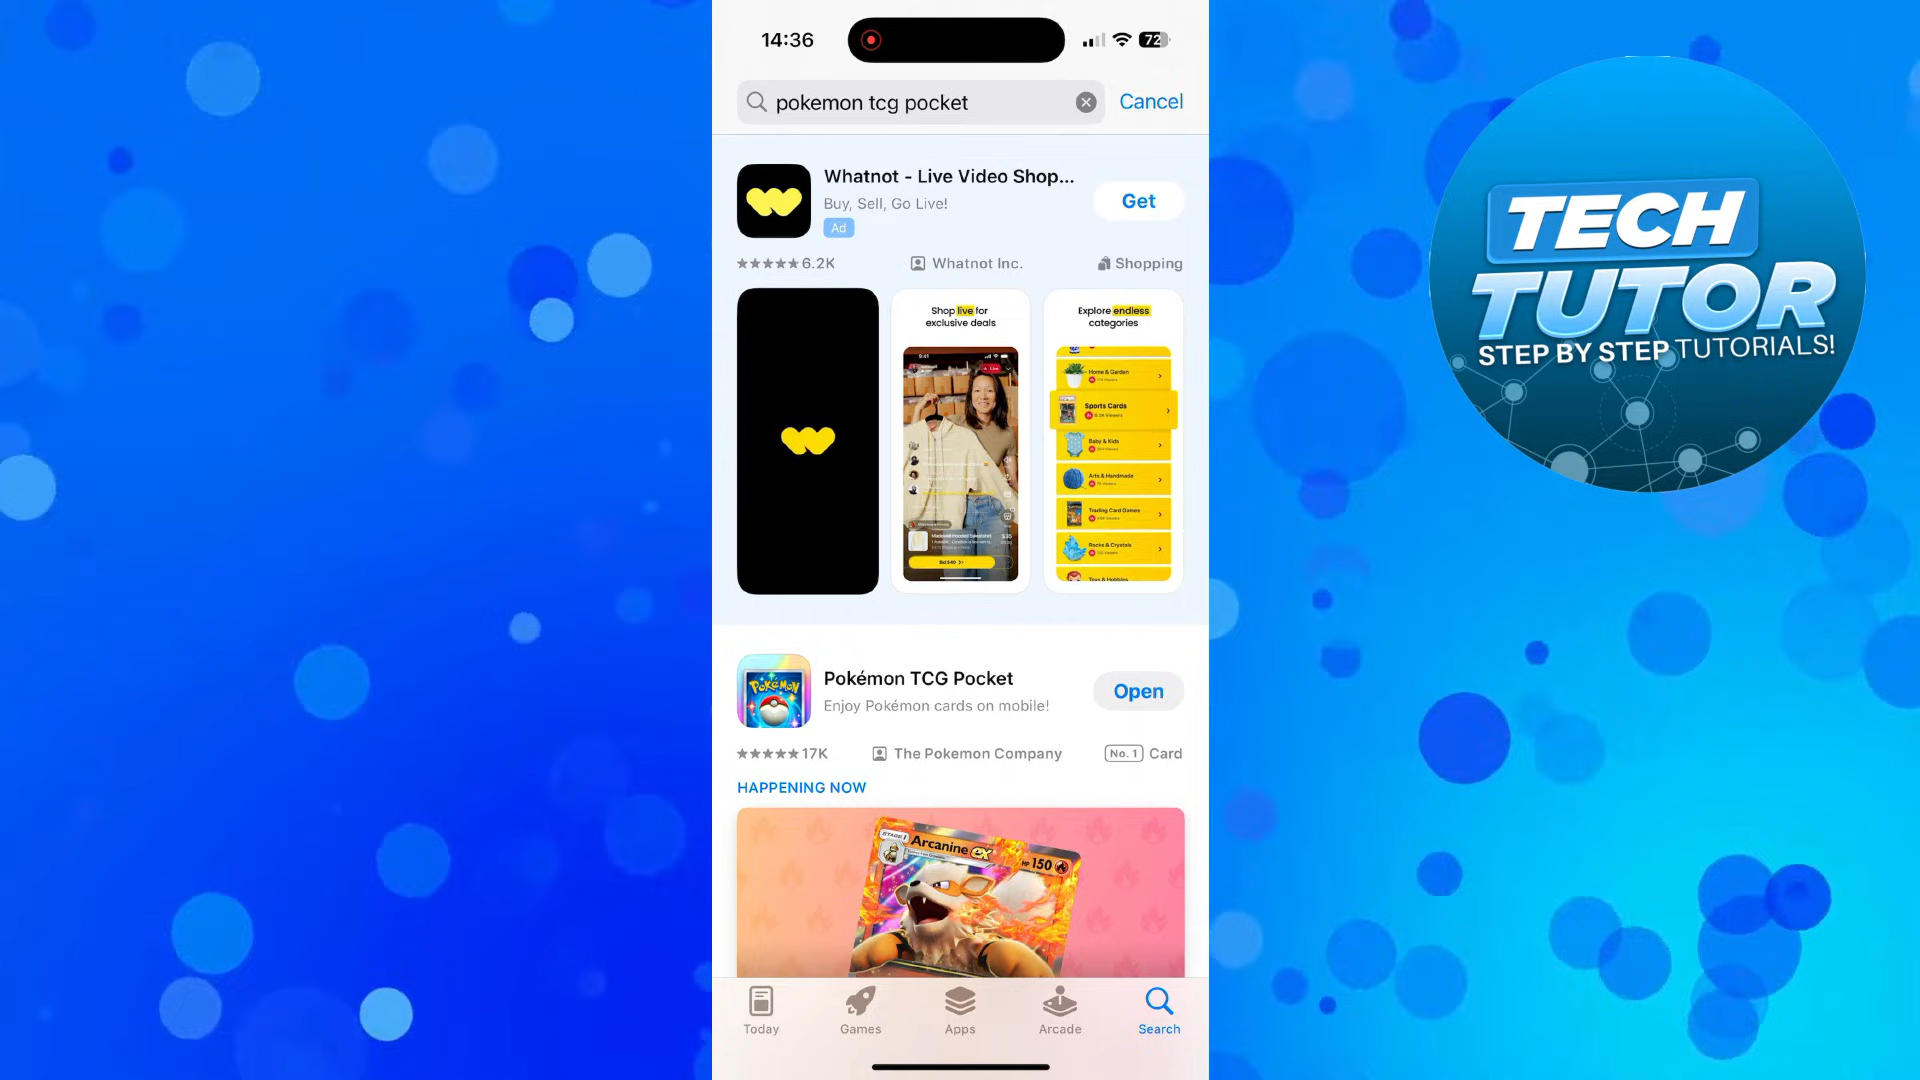 14:36
72
pokemon tcg pocket
Cancel
Whatnot - Live Video Shop...
Buy, Sell, Go Live!
Ad
Get
6.2K
Whatnot Inc.
Shopping
Shop live for
exclusive deals
9:41
Explore endless
categories
Home & Garden
Sports Cards
Baby & Kids
Arts & Handmade
Trading Card Games
Rocks & Crystals
Toys & Hobbies
Pokémon TCG Pocket
Enjoy Pokémon cards on mobile!
POKéMON
Open
17K
The Pokemon Company
No. 1
Card
HAPPENING NOW
STAGE 1
Arcanine ex
HP 150
Today
Games
Apps
Arcade
Search
TECH
TUTOR
STEP BY STEP TUTORIALS!